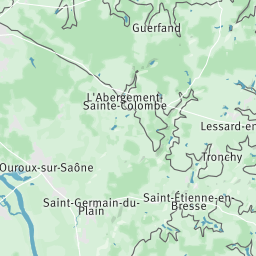 Guerfand
L'Abergement-
Sainte-Colombe
Lessard-en
Tronchy
Ouroux-sur-Saône
Saint-Étienne-en-
Bresse
Saint-Germain-du-
Plain